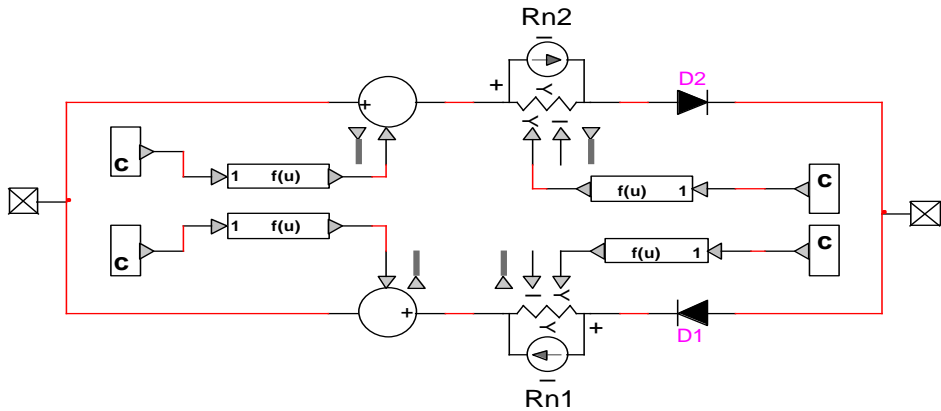 Rn2
I
+
Y
D2
+
Y I
C
1 f(u)
f(u) 1
C
C
1 f(u)
f(u) 1
C
I Y
+
Y
+
D1
I
Rn1